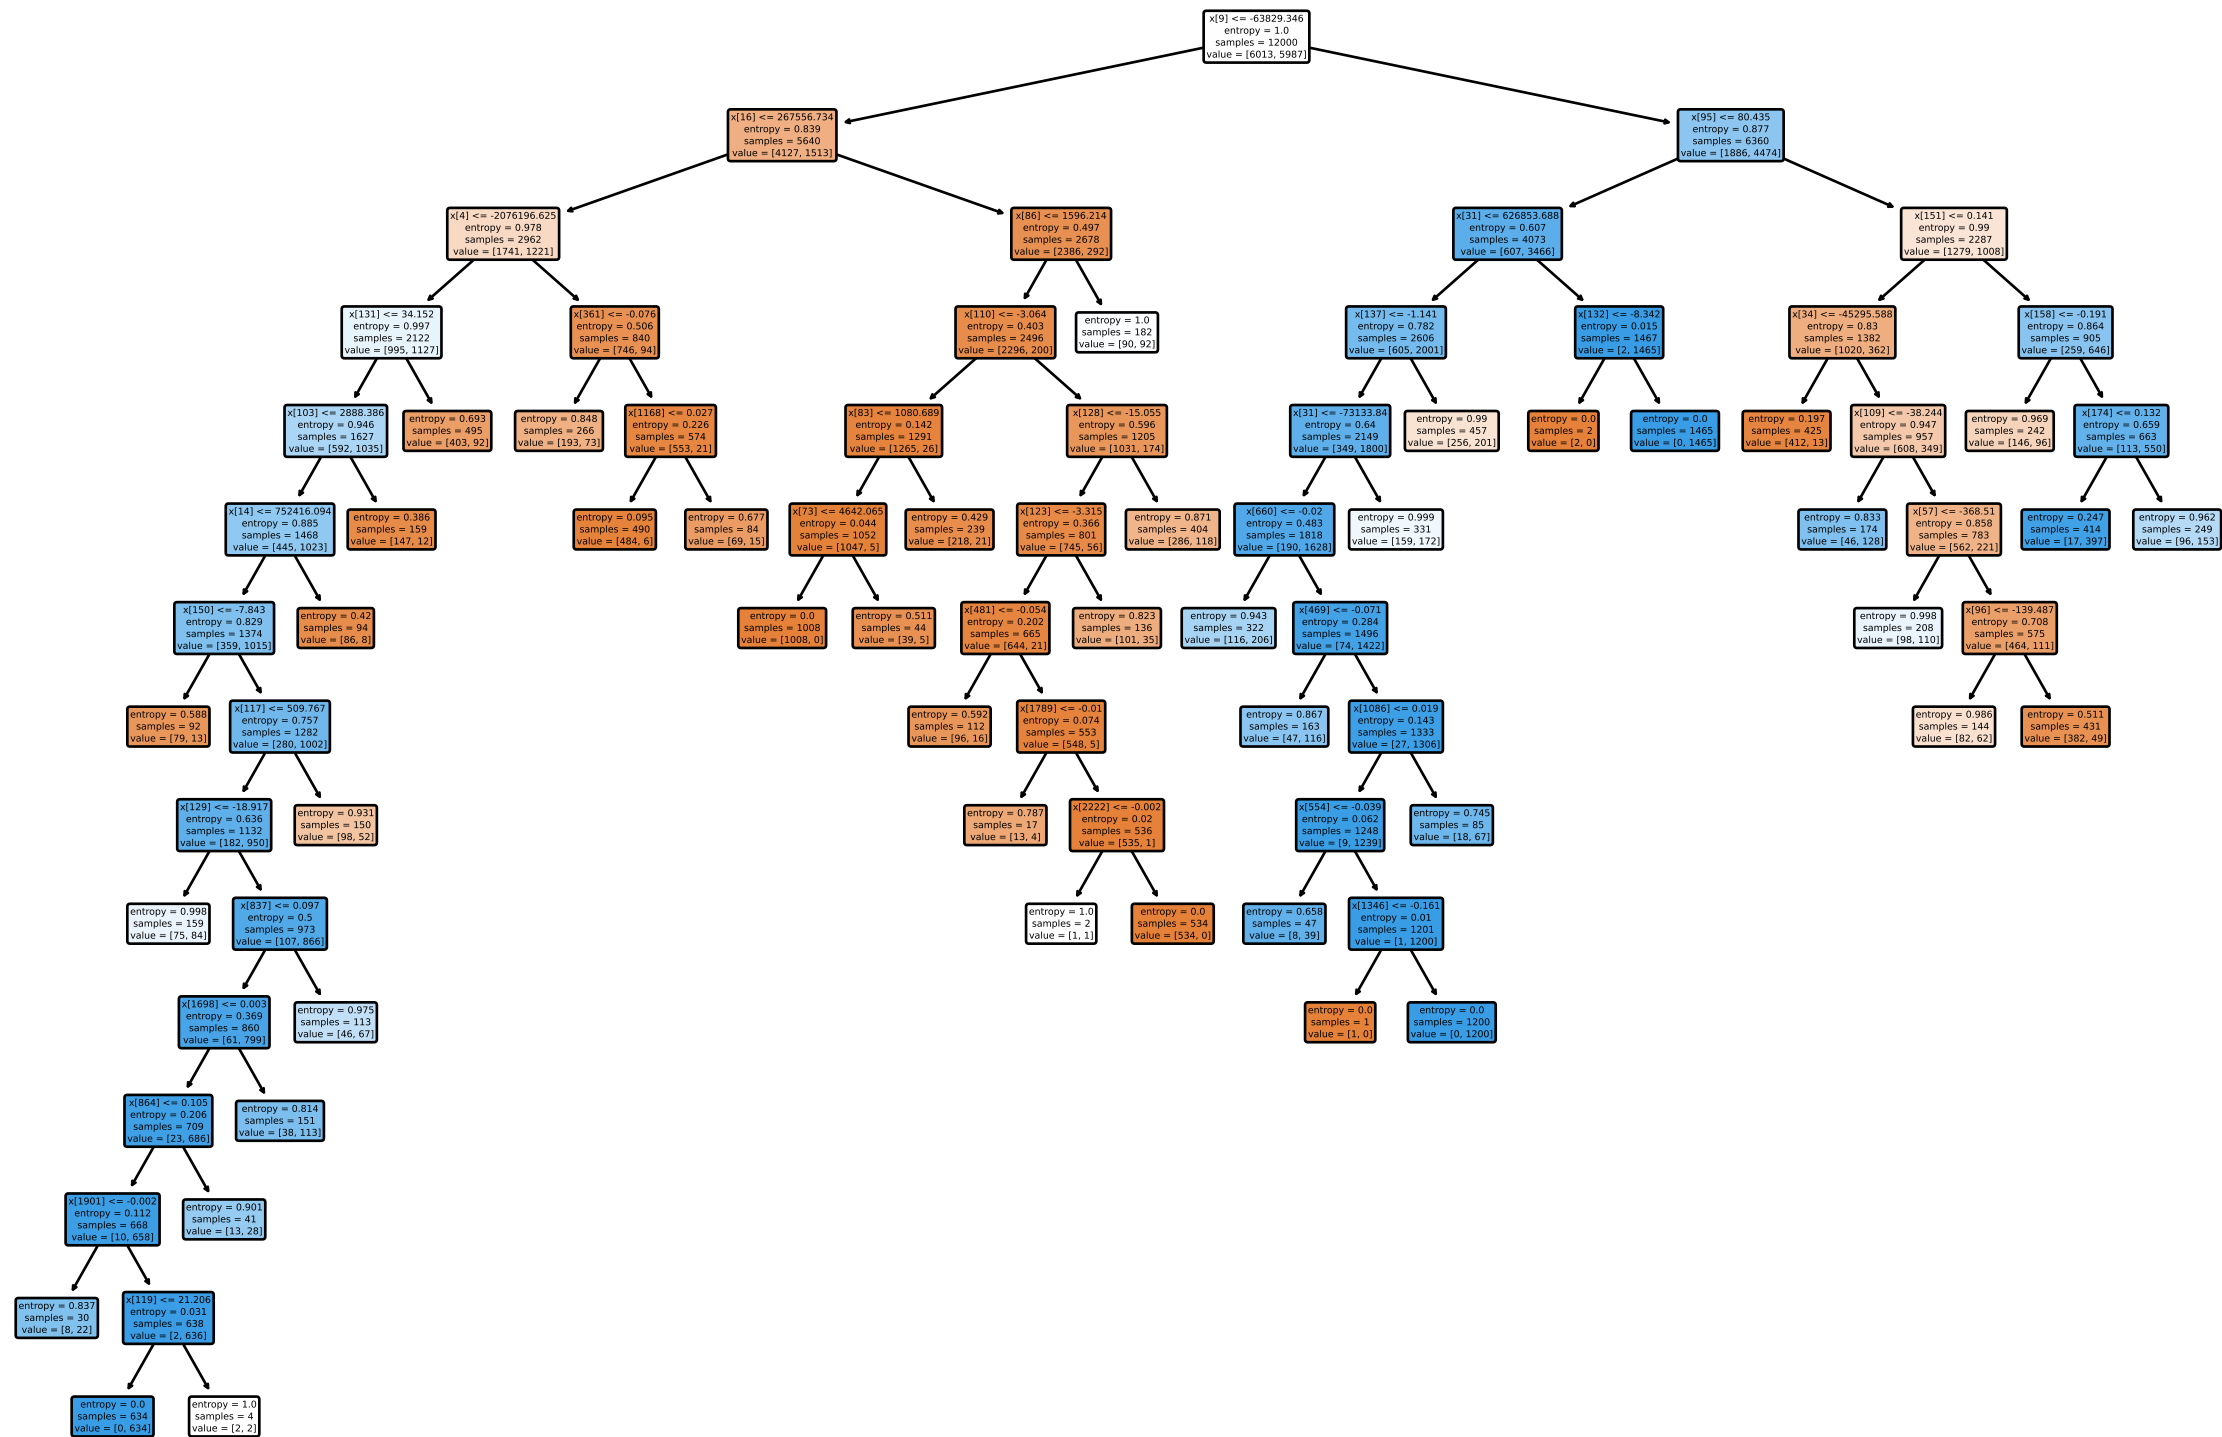 x[9] <= -63829.346
entropy = 1.0
samples = 12000
value = [6013, 5987]
x[16] <= 267556.734
entropy = 0.839
samples = 5640
value = [4127, 1513]
x[95] <= 80.435
entropy = 0.877
samples = 6360
value = [1886, 4474]
x[4] <= -2076196.625
entropy = 0.978
samples = 2962
value = [1741, 1221]
x[86] <= 1596.214
entropy = 0.497
samples = 2678
value = [2386, 292]
x[31] <= 626853.688
entropy = 0.607
samples = 4073
value = [607, 3466]
x[151] <= 0.141
entropy = 0.99
samples = 2287
value = [1279, 1008]
x[131] <= 34.152
entropy = 0.997
samples = 2122
value = [995, 1127]
x[361] <= -0.076
entropy = 0.506
samples = 840
value = [746, 94]
x[110] <= -3.064
entropy = 0.403
samples = 2496
value = [2296, 200]
entropy = 1.0
samples = 182
value = [90, 92]
x[137] <= -1.141
entropy = 0.782
samples = 2606
value = [605, 2001]
x[132] <= -8.342
entropy = 0.015
samples = 1467
value = [2, 1465]
x[34] <= -45295.588
entropy = 0.83
samples = 1382
value = [1020, 362]
x[158] <= -0.191
entropy = 0.864
samples = 905
value = [259, 646]
x[103] <= 2888.386
entropy = 0.946
samples = 1627
value = [592, 1035]
entropy = 0.693
samples = 495
value = [403, 92]
entropy = 0.848
samples = 266
value = [193, 73]
x[1168] <= 0.027
entropy = 0.226
samples = 574
value = [553, 21]
x[83] <= 1080.689
entropy = 0.142
samples = 1291
value = [1265, 26]
x[128] <= -15.055
entropy = 0.596
samples = 1205
value = [1031, 174]
x[31] <= -73133.84
entropy = 0.64
samples = 2149
value = [349, 1800]
entropy = 0.99
samples = 457
value = [256, 201]
entropy = 0.0
samples = 2
value = [2, 0]
entropy = 0.0
samples = 1465
value = [0, 1465]
entropy = 0.197
samples = 425
value = [412, 13]
x[109] <= -38.244
entropy = 0.947
samples = 957
value = [608, 349]
entropy = 0.969
samples = 242
value = [146, 96]
x[174] <= 0.132
entropy = 0.659
samples = 663
value = [113, 550]
x[14] <= 752416.094
entropy = 0.885
samples = 1468
value = [445, 1023]
entropy = 0.386
samples = 159
value = [147, 12]
entropy = 0.095
samples = 490
value = [484, 6]
entropy = 0.677
samples = 84
value = [69, 15]
x[73] <= 4642.065
entropy = 0.044
samples = 1052
value = [1047, 5]
entropy = 0.429
samples = 239
value = [218, 21]
x[123] <= -3.315
entropy = 0.366
samples = 801
value = [745, 56]
entropy = 0.871
samples = 404
value = [286, 118]
x[660] <= -0.02
entropy = 0.483
samples = 1818
value = [190, 1628]
entropy = 0.999
samples = 331
value = [159, 172]
entropy = 0.833
samples = 174
value = [46, 128]
x[57] <= -368.51
entropy = 0.858
samples = 783
value = [562, 221]
entropy = 0.247
samples = 414
value = [17, 397]
entropy = 0.962
samples = 249
value = [96, 153]
x[150] <= -7.843
entropy = 0.829
samples = 1374
value = [359, 1015]
entropy = 0.42
samples = 94
value = [86, 8]
entropy = 0.0
samples = 1008
value = [1008, 0]
entropy = 0.511
samples = 44
value = [39, 5]
x[481] <= -0.054
entropy = 0.202
samples = 665
value = [644, 21]
entropy = 0.823
samples = 136
value = [101, 35]
entropy = 0.943
samples = 322
value = [116, 206]
x[469] <= -0.071
entropy = 0.284
samples = 1496
value = [74, 1422]
entropy = 0.998
samples = 208
value = [98, 110]
x[96] <= -139.487
entropy = 0.708
samples = 575
value = [464, 111]
entropy = 0.588
samples = 92
value = [79, 13]
x[117] <= 509.767
entropy = 0.757
samples = 1282
value = [280, 1002]
entropy = 0.592
samples = 112
value = [96, 16]
x[1789] <= -0.01
entropy = 0.074
samples = 553
value = [548, 5]
entropy = 0.867
samples = 163
value = [47, 116]
x[1086] <= 0.019
entropy = 0.143
samples = 1333
value = [27, 1306]
entropy = 0.986
samples = 144
value = [82, 62]
entropy = 0.511
samples = 431
value = [382, 49]
x[129] <= -18.917
entropy = 0.636
samples = 1132
value = [182, 950]
entropy = 0.931
samples = 150
value = [98, 52]
entropy = 0.787
samples = 17
value = [13, 4]
x[2222] <= -0.002
entropy = 0.02
samples = 536
value = [535, 1]
x[554] <= -0.039
entropy = 0.062
samples = 1248
value = [9, 1239]
entropy = 0.745
samples = 85
value = [18, 67]
entropy = 0.998
samples = 159
value = [75, 84]
x[837] <= 0.097
entropy = 0.5
samples = 973
value = [107, 866]
entropy = 1.0
samples = 2
value = [1, 1]
entropy = 0.0
samples = 534
value = [534, 0]
entropy = 0.658
samples = 47
value = [8, 39]
x[1346] <= -0.161
entropy = 0.01
samples = 1201
value = [1, 1200]
x[1698] <= 0.003
entropy = 0.369
samples = 860
value = [61, 799]
entropy = 0.975
samples = 113
value = [46, 67]
entropy = 0.0
samples = 1
value = [1, 0]
entropy = 0.0
samples = 1200
value = [0, 1200]
x[864] <= 0.105
entropy = 0.206
samples = 709
value = [23, 686]
entropy = 0.814
samples = 151
value = [38, 113]
x[1901] <= -0.002
entropy = 0.112
samples = 668
value = [10, 658]
entropy = 0.901
samples = 41
value = [13, 28]
entropy = 0.837
samples = 30
value = [8, 22]
x[119] <= 21.206
entropy = 0.031
samples = 638
value = [2, 636]
entropy = 0.0
samples = 634
value = [0, 634]
entropy = 1.0
samples = 4
value = [2, 2]